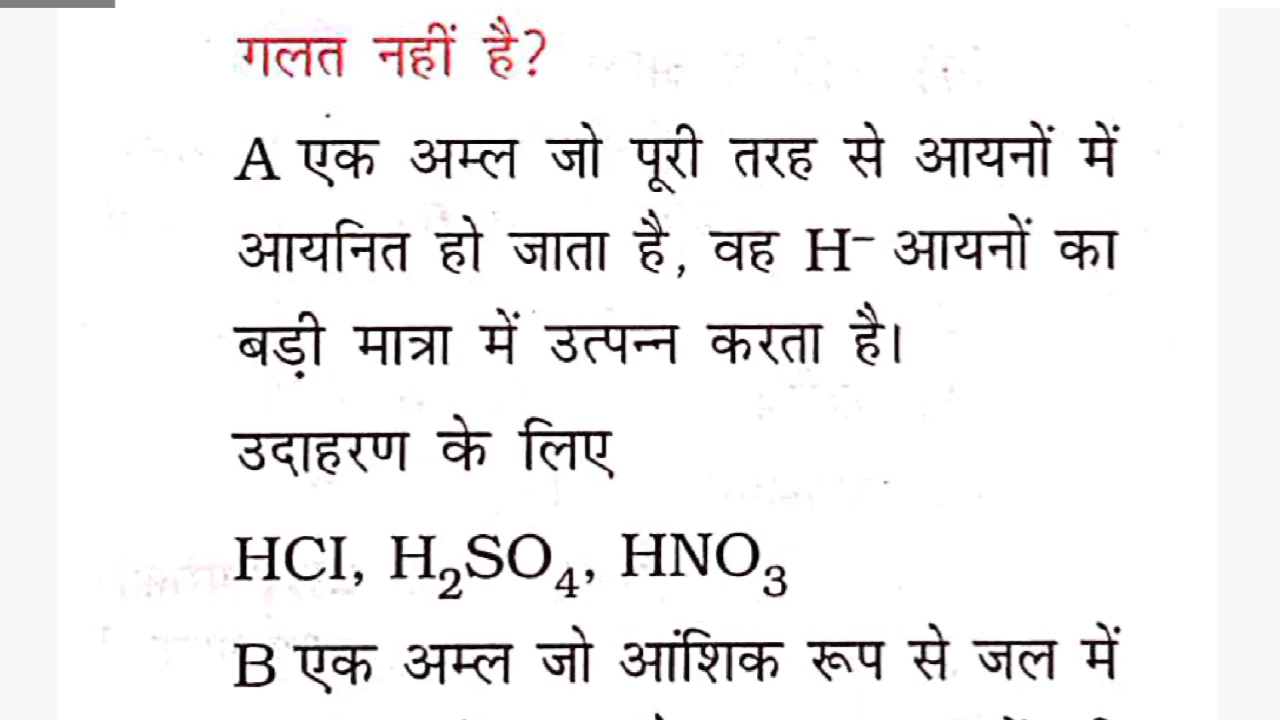 गलत नहीं है?
A एक अम्ल जो पूरी तरह से आयनों में
आयनित हो जाता है, वह H⁻ आयनों का
बड़ी मात्रा में उत्पन्न करता है।
उदाहरण के लिए
HCI, H₂SO₄, HNO₃
B एक अम्ल जो आंशिक रूप से जल में